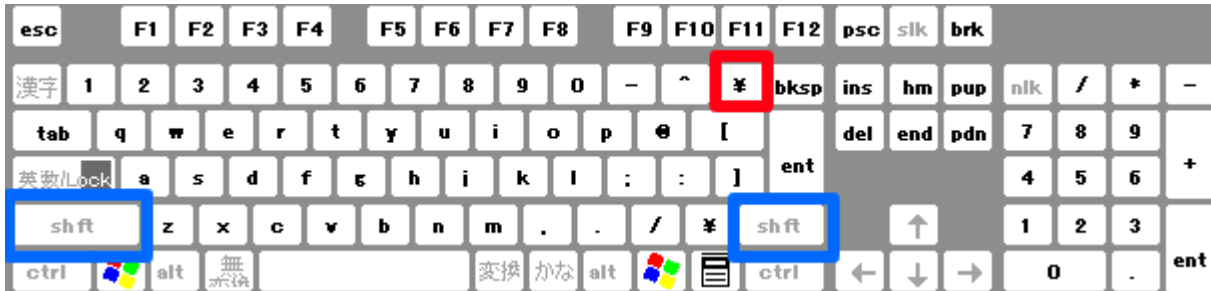 esc F1 F2 F3 F4 F5 F6 F7 F8 F9 F10 F11 F12 psc slk brk
漢字 1 2 3 4 5 6 7 8 9 0 - ^ ¥ bksp ins hm pup nlk / * -
tab q w e r t y u i o p @ [ del end pdn 7 8 9 +
英数/Lock a s d f g h j k l ; : ] ent 4 5 6
shft z x c v b n m , . / ¥ shft ↑ 1 2 3
ctrl alt 無 変換 かな alt ctrl ← ↓ → 0 . ent